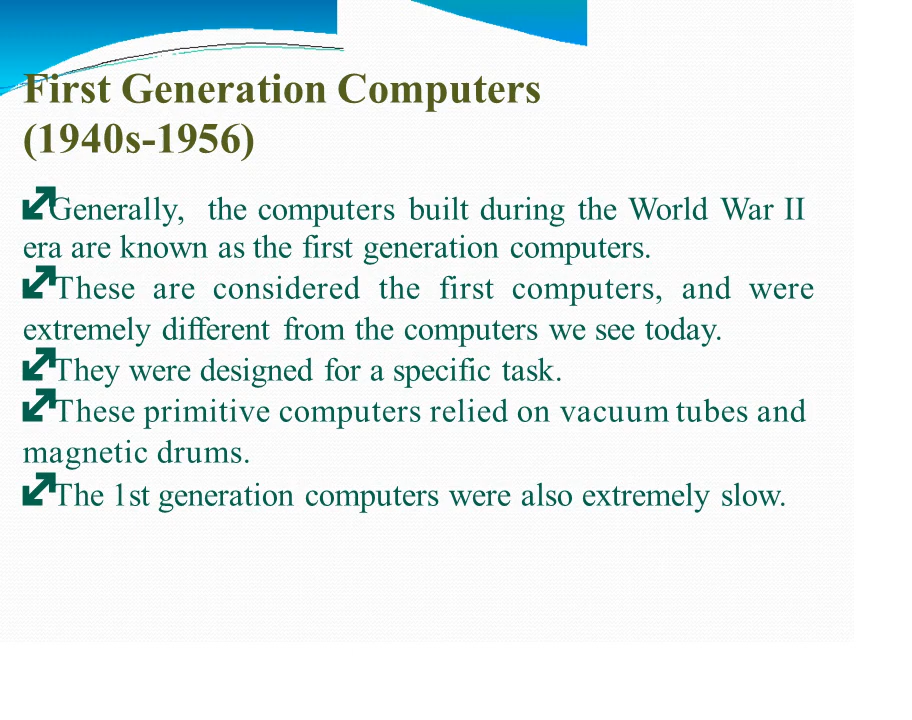 First Generation Computers
(1940s-1956)
Generally, the computers built during the World War II
era are known as the first generation computers.
These are considered the first computers, and were
extremely different from the computers we see today.
They were designed for a specific task.
These primitive computers relied on vacuum tubes and
magnetic drums.
The 1st generation computers were also extremely slow.